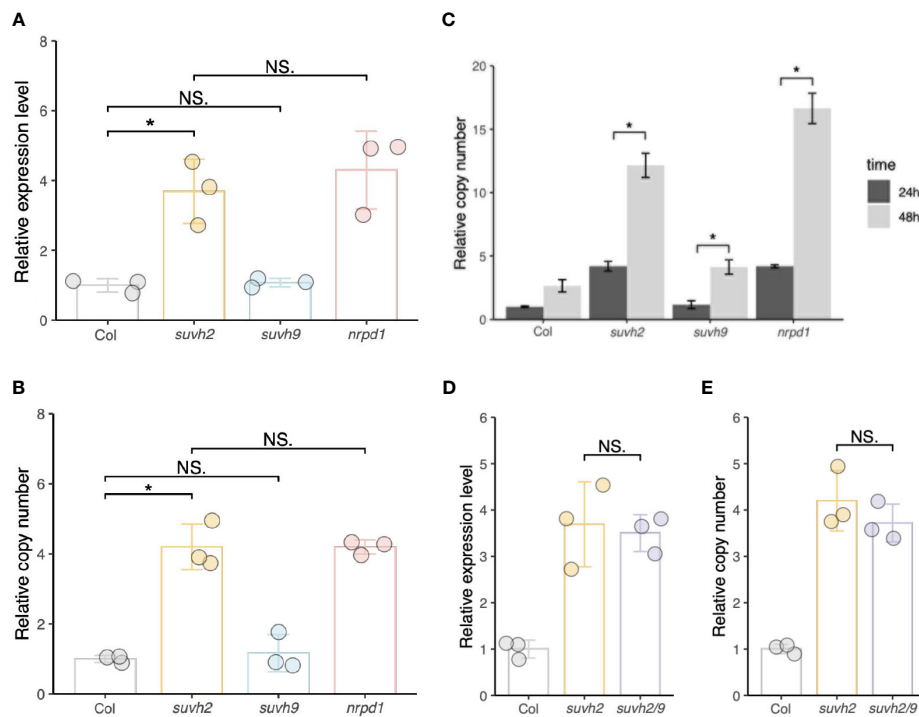 A
Relative expression level
8
6
4
2
0
NS.
NS.
*
Col
suvh2
suvh9
nrpd1
C
Relative copy number
20
15
10
5
0
*
*
*
Col
suvh2
suvh9
nrpd1
time
24h
48h
B
Relative copy number
8
6
4
2
0
NS.
NS.
*
Col
suvh2
suvh9
nrpd1
D
Relative expression level
6
5
4
3
2
1
0
NS.
Col
suvh2
suvh2/9
E
Relative copy number
6
5
4
3
2
1
0
NS.
Col
suvh2
suvh2/9